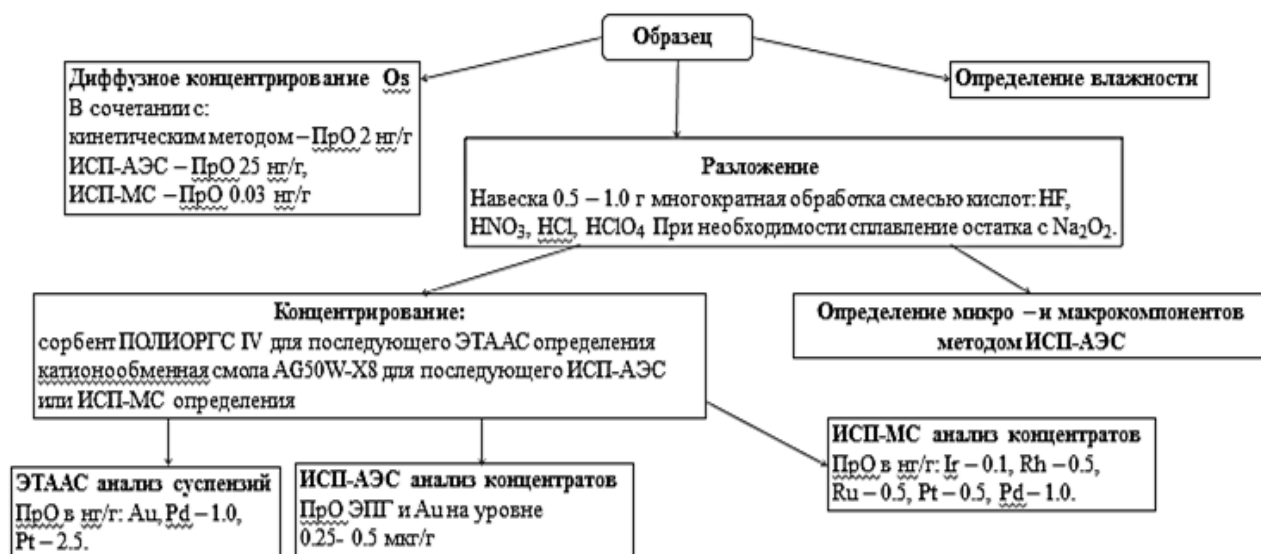 Образец
Диффузное концентрирование Os
В сочетании с:
кинетическим методом – ПрО 2 нг/г
ИСП-АЭС – ПрО 25 нг/г,
ИСП-МС – ПрО 0.03 нг/г
Определение влажности
Разложение
Навеска 0.5 – 1.0 г многократная обработка смесью кислот: HF,
HNO₃, HCl, HClO₄ При необходимости сплавление остатка с Na₂O₂.
Концентрирование:
сорбент ПОЛИОРГС IV для последующего ЭТААС определения
катионообменная смола AG50W-X8 для последующего ИСП-АЭС
или ИСП-МС определения
Определение микро – и макрокомпонентов
методом ИСП-АЭС
ЭТААС анализ суспензий
ПрО в нг/г: Au, Pd – 1.0,
Pt – 2.5.
ИСП-АЭС анализ концентратов
ПрО ЭПГ и Au на уровне
0.25- 0.5 мкг/г
ИСП-МС анализ концентратов
ПрО в нг/г: Ir – 0.1, Rh – 0.5,
Ru – 0.5, Pt – 0.5, Pd – 1.0.